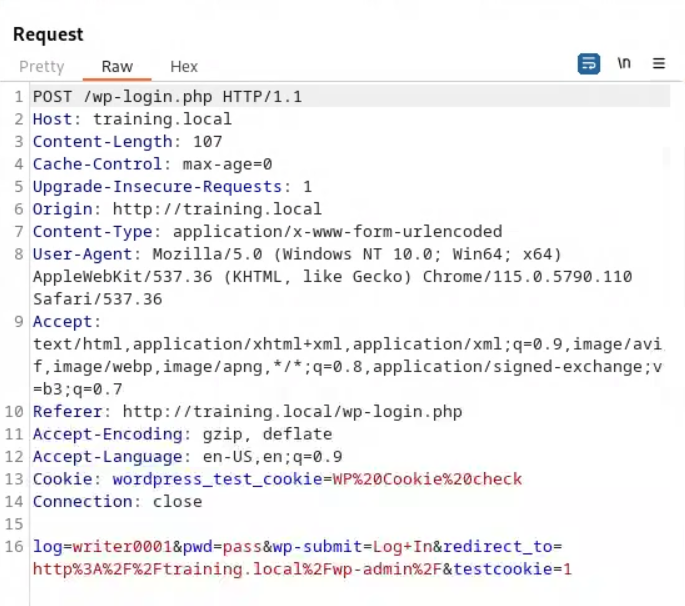 Request
Pretty Raw Hex \n
1 POST /wp-login.php HTTP/1.1
2 Host: training.local
3 Content-Length: 107
4 Cache-Control: max-age=0
5 Upgrade-Insecure-Requests: 1
6 Origin: http://training.local
7 Content-Type: application/x-www-form-urlencoded
8 User-Agent: Mozilla/5.0 (Windows NT 10.0; Win64; x64)
AppleWebKit/537.36 (KHTML, like Gecko) Chrome/115.0.5790.110
Safari/537.36
9 Accept:
text/html,application/xhtml+xml,application/xml;q=0.9,image/avi
f,image/webp,image/apng,*/*;q=0.8,application/signed-exchange;v
=b3;q=0.7
10 Referer: http://training.local/wp-login.php
11 Accept-Encoding: gzip, deflate
12 Accept-Language: en-US,en;q=0.9
13 Cookie: wordpress_test_cookie=WP%20Cookie%20check
14 Connection: close
15
16 log=writer0001&pwd=pass&wp-submit=Log+In&redirect_to=
http%3A%2F%2Ftraining.local%2Fwp-admin%2F&testcookie=1